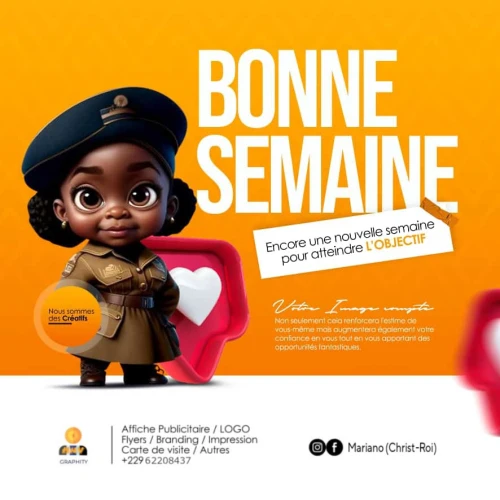 BONNE
SEMAINE
Encore une nouvelle semaine
pour atteindre L'OBJECTIF
Votre Image compte
Non seulement cela renforcera l'estime de
vous-même mais augmentera également votre
confiance en vous tout en vous apportant des
opportunités fantastiques.
Nous sommes
des Créatifs
GRAPHITY
Affiche Publicitaire / LOGO
Flyers / Branding / Impression
Carte de visite / Autres
+229 62208437
Mariano (Christ-Roi)